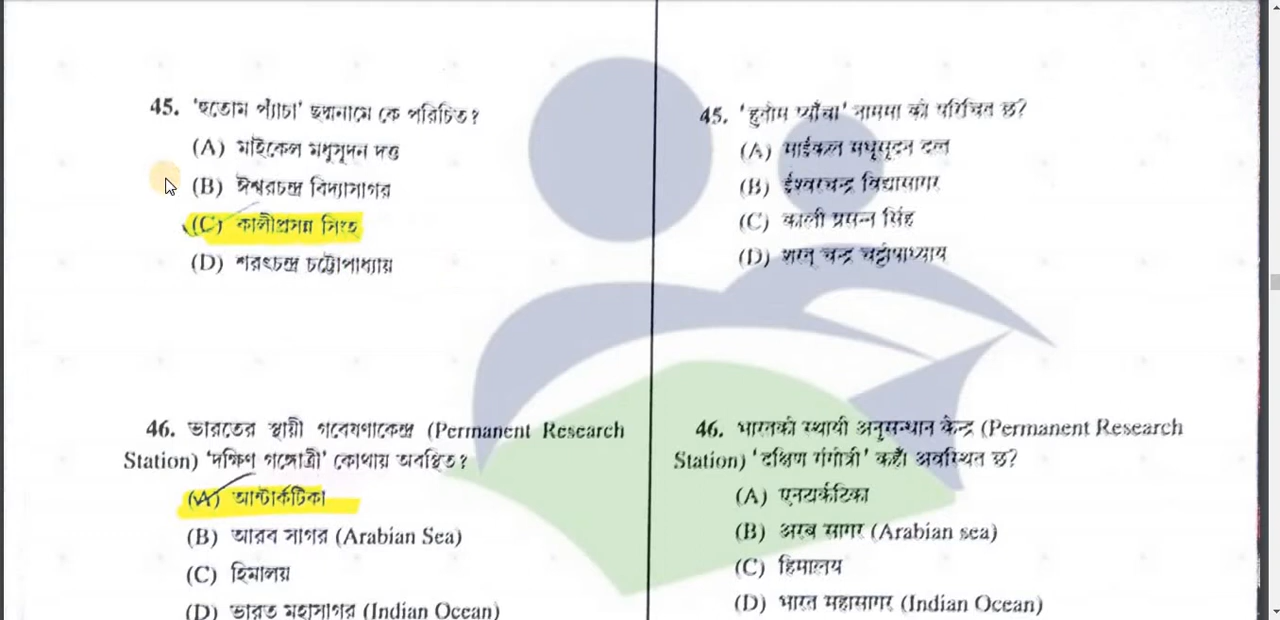 45. 'হুতোম প্যাঁচা' ছদ্মনামে কে পরিচিত?
(A) মাইকেল মধুসূদন দত্ত
(B) ঈশ্বরচন্দ্র বিদ্যাসাগর
(C) কালীপ্রসন্ন সিংহ
(D) শরৎচন্দ্র চট্টোপাধ্যায়
46. ভারতের স্থায়ী গবেষণাকেন্দ্র (Permanent Research
Station) 'দক্ষিণ গঙ্গোত্রী' কোথায় অবস্থিত?
(A) আন্টার্কটিকা
(B) আরব সাগর (Arabian Sea)
(C) হিমালয়
(D) ভারত মহাসাগর (Indian Ocean)
45. 'हुतोम प्याँचा' नाममा को परिचित छ?
(A) माईकल मधुसूदन दत्त
(B) ईश्वरचन्द्र विद्यासागर
(C) काली प्रसन्न सिंह
(D) शरत् चन्द्र चट्टोपाध्याय
46. भारतको स्थायी अनुसन्धान केन्द्र (Permanent Research
Station) 'दक्षिण गंगोत्री' कहाँ अवस्थित छ?
(A) एनटार्कटिका
(B) अरब सागर (Arabian sea)
(C) हिमालय
(D) भारत महासागर (Indian Ocean)